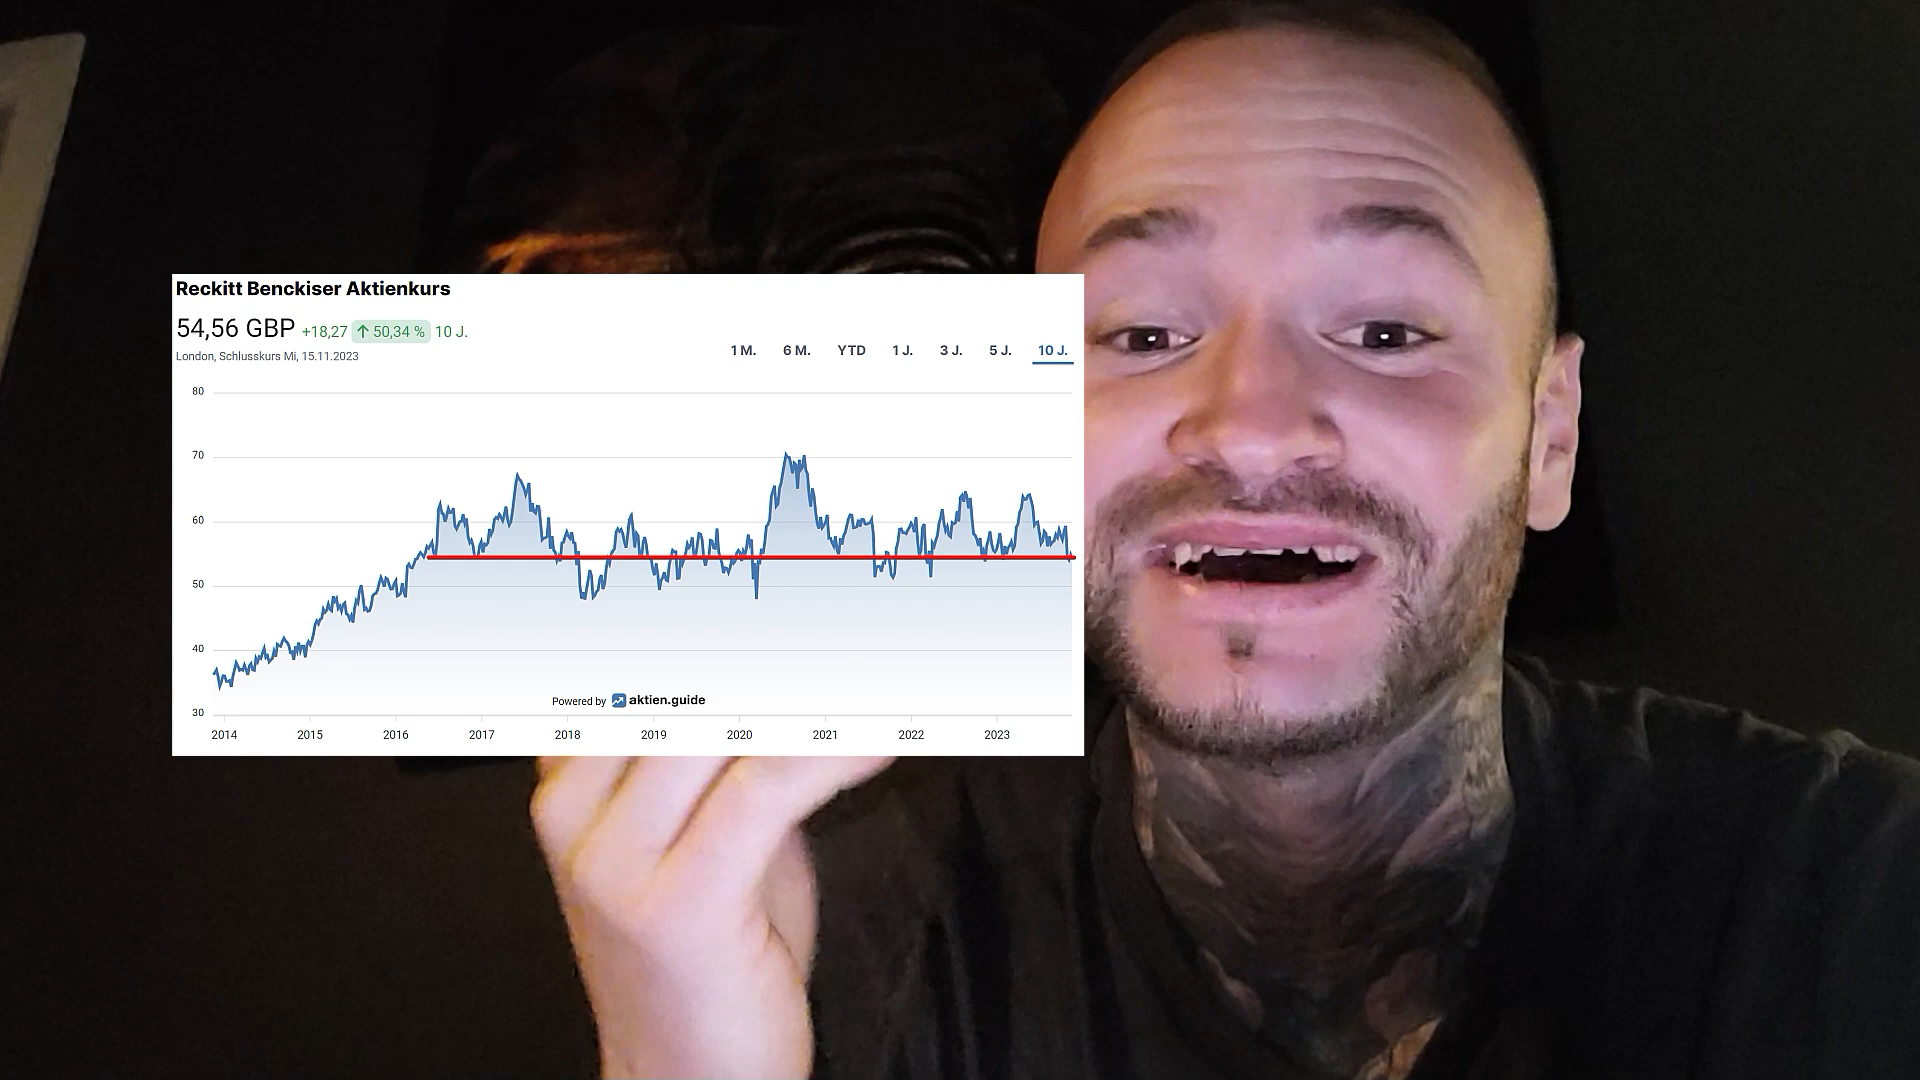 Reckitt Benckiser Aktienkurs
54,56 GBP +18,27 ↑ 50,34 % 10 J.
London, Schlusskurs Mi, 15.11.2023
1 M. 6 M. YTD 1 J. 3 J. 5 J. 10 J.
80
70
60
50
40
30
Powered by aktien.guide
2014 2015 2016 2017 2018 2019 2020 2021 2022 2023